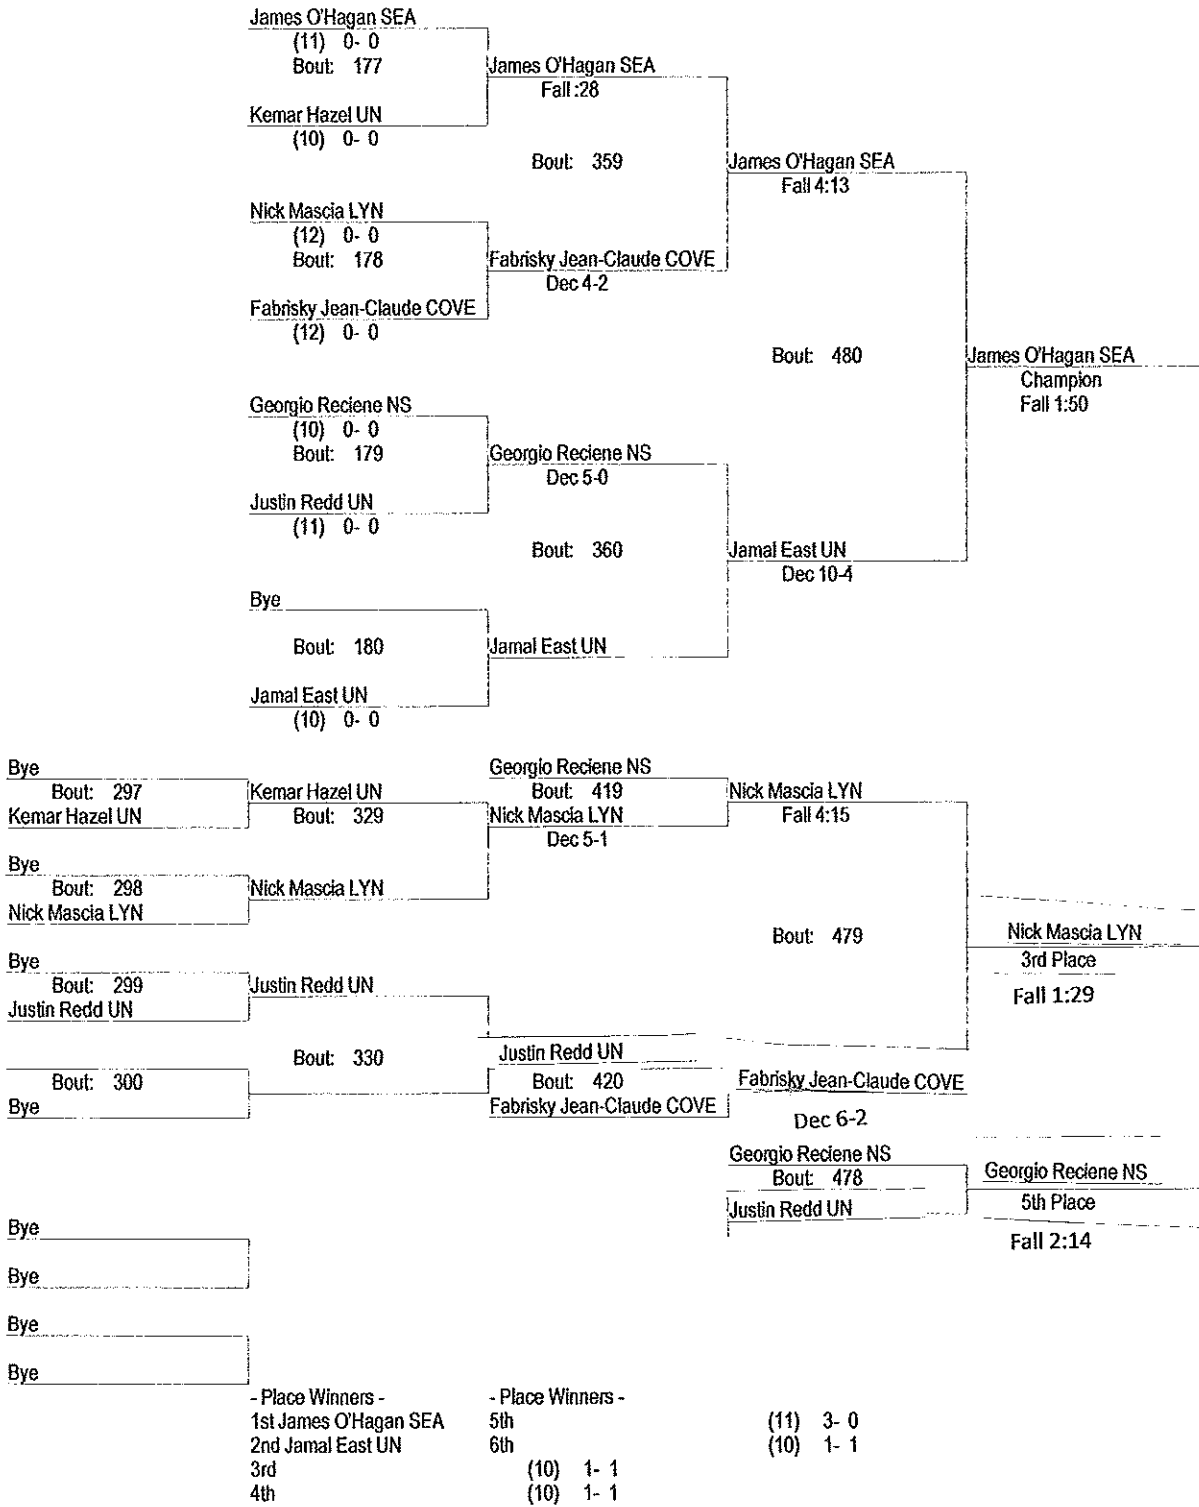 James O'Hagan SEA
(11) 0- 0
Bout: 177
James O'Hagan SEA
Fall :28
Kemar Hazel UN
(10) 0- 0
Bout: 359
James O'Hagan SEA
Fall 4:13
Nick Mascia LYN
(12) 0- 0
Bout: 178
Fabrisky Jean-Claude COVE
Dec 4-2
Fabrisky Jean-Claude COVE
(12) 0- 0
Bout: 480
James O'Hagan SEA
Champion
Fall 1:50
Georgio Reciene NS
(10) 0- 0
Bout: 179
Georgio Reciene NS
Dec 5-0
Justin Redd UN
(11) 0- 0
Bout: 360
Jamal East UN
Dec 10-4
Bye
Bout: 180
Jamal East UN
Jamal East UN
(10) 0- 0
Bye
Bout: 297
Kemar Hazel UN
Kemar Hazel UN
Bout: 329
Georgio Reciene NS
Bout: 419
Nick Mascia LYN
Dec 5-1
Nick Mascia LYN
Fall 4:15
Bye
Bout: 298
Nick Mascia LYN
Nick Mascia LYN
Bout: 479
Nick Mascia LYN
3rd Place
Fall 1:29
Bye
Bout: 299
Justin Redd UN
Justin Redd UN
Bout: 330
Justin Redd UN
Bout: 420
Fabrisky Jean-Claude COVE
Fabrisky Jean-Claude COVE
Dec 6-2
Bout: 300
Bye
Georgio Reciene NS
Bout: 478
Justin Redd UN
Georgio Reciene NS
5th Place
Fall 2:14
Bye
Bye
Bye
Bye
- Place Winners - - Place Winners -
1st James O'Hagan SEA 5th (11) 3- 0
2nd Jamal East UN 6th (10) 1- 1
3rd (10) 1- 1
4th (10) 1- 1